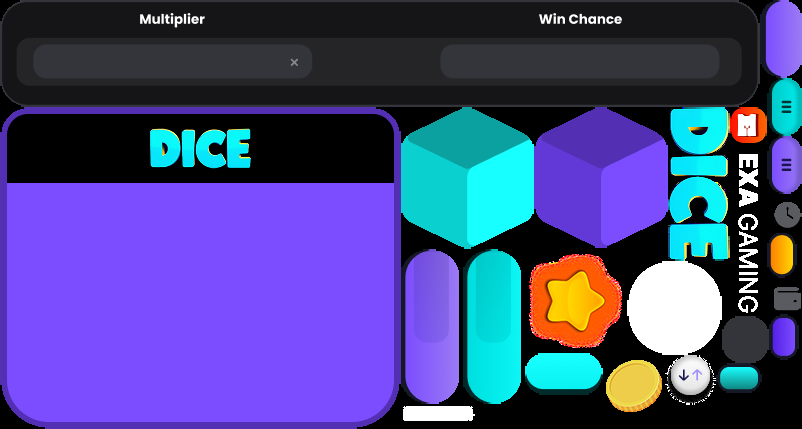 Multiplier
Win Chance
×
DICE
DICE
EXA GAMING